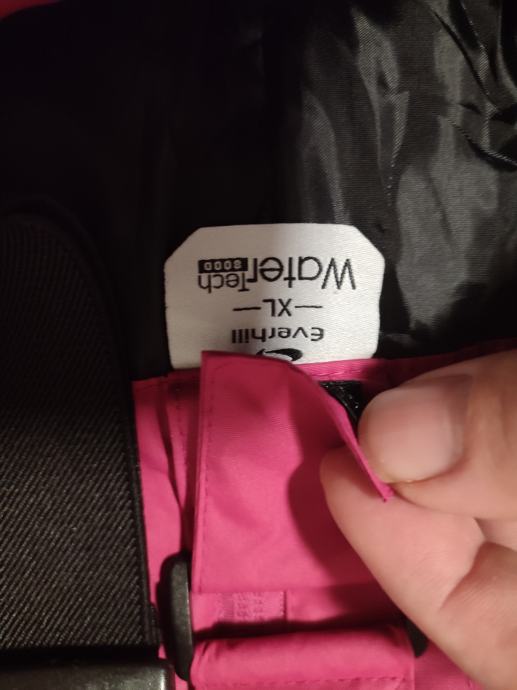 Everhill
—XL—
WaterTech
8000